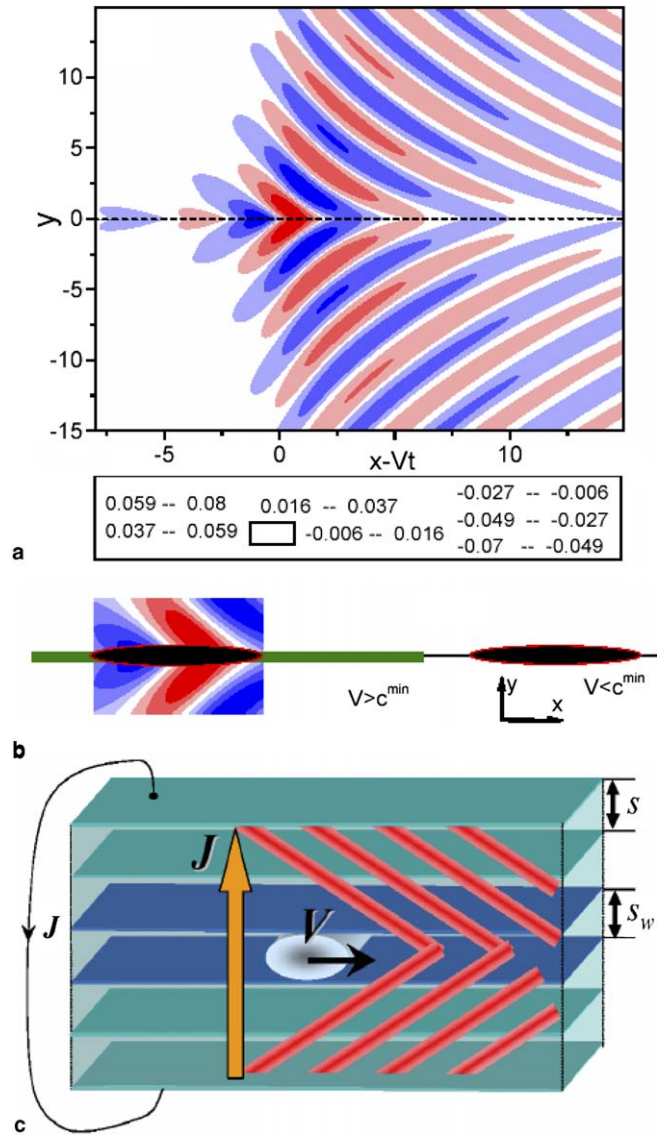 10
5
0
-5
-10
-15
y
-5 0 5 10
x-Vt
0.059 -- 0.08 0.016 -- 0.037 -0.027 -- -0.006
0.037 -- 0.059 -0.006 -- 0.016 -0.049 -- -0.027
-0.07 -- -0.049
a
V>c^min y x V<c^min
b
s
J
J
V
s_w
c